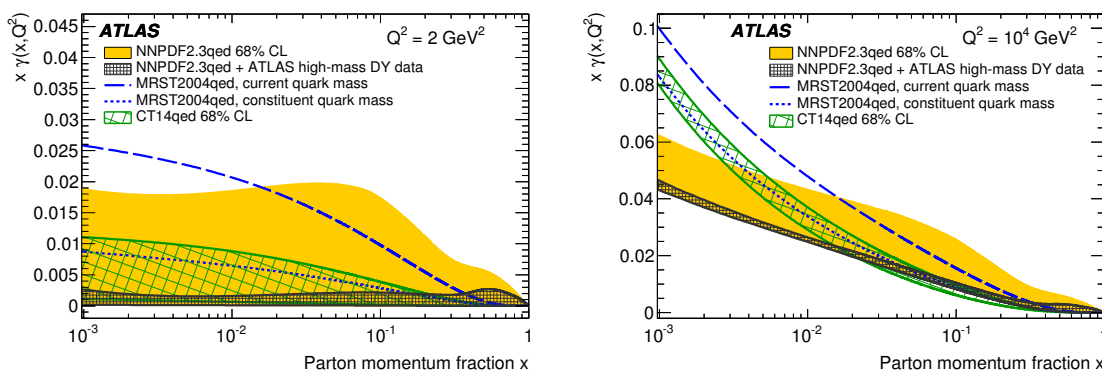 ATLAS
Q² = 2 GeV²
NNPDF2.3qed 68% CL
NNPDF2.3qed + ATLAS high-mass DY data
MRST2004qed, current quark mass
MRST2004qed, constituent quark mass
CT14qed 68% CL
x γ(x,Q²)
0.045
0.04
0.035
0.03
0.025
0.02
0.015
0.01
0.005
0
10⁻³
10⁻²
10⁻¹
1
Parton momentum fraction x
ATLAS
Q² = 10⁴ GeV²
NNPDF2.3qed 68% CL
NNPDF2.3qed + ATLAS high-mass DY data
MRST2004qed, current quark mass
MRST2004qed, constituent quark mass
CT14qed 68% CL
x γ(x,Q²)
0.1
0.08
0.06
0.04
0.02
0
10⁻³
10⁻²
10⁻¹
1
Parton momentum fraction x